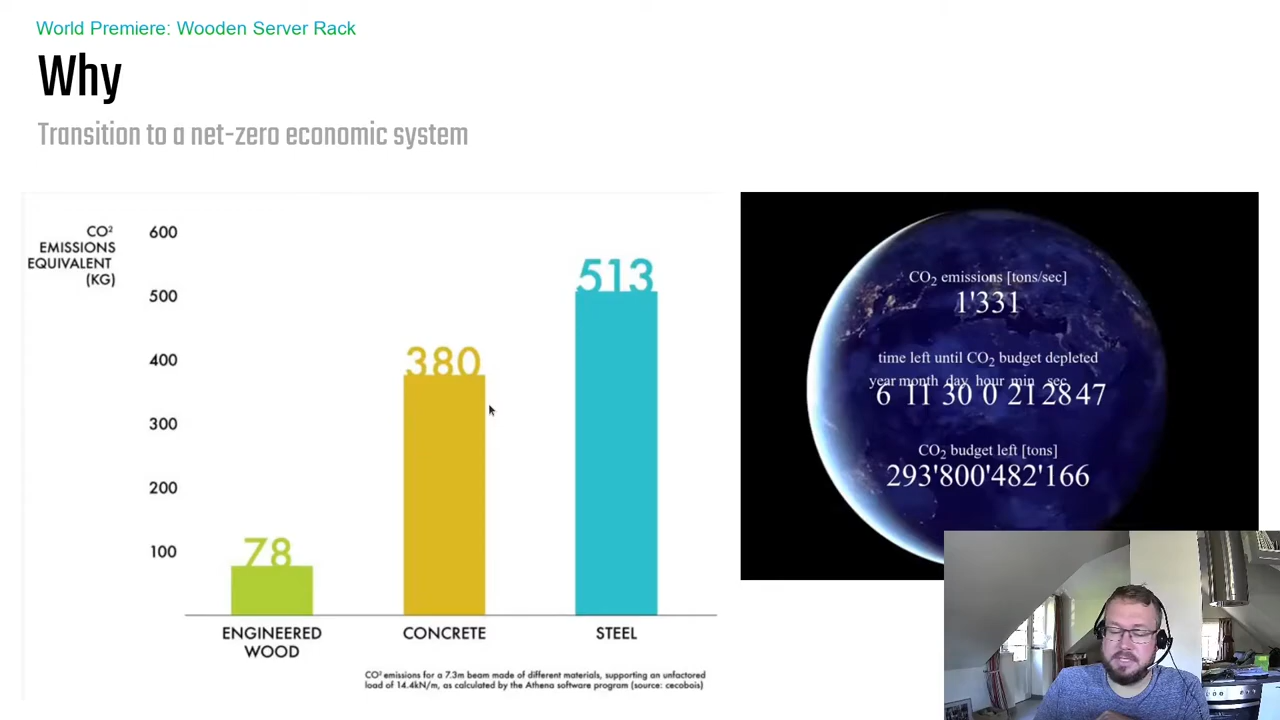 World Premiere: Wooden Server Rack
Why
Transition to a net-zero economic system
CO²
EMISSIONS
EQUIVALENT
(KG)
600
500
400
300
200
100
78
380
513
ENGINEERED
WOOD
CONCRETE
STEEL
CO² emissions for a 7.3m beam made of different materials, supporting an unfactored
load of 14.4kN/m, as calculated by the Athena software program (source: cecobois)
CO₂ emissions [tons/sec]
1'331
time left until CO₂ budget depleted
year month day hour min sec
6 11 30 0 21 28 47
CO₂ budget left [tons]
293'800'482'166